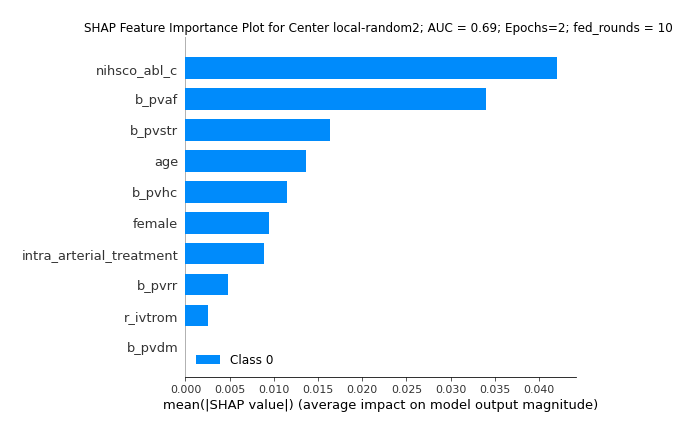 SHAP Feature Importance Plot for Center local-random2; AUC = 0.69; Epochs=2; fed_rounds = 10
nihsco_abl_c
b_pvaf
b_pvstr
age
b_pvhc
female
intra_arterial_treatment
b_pvrr
r_ivtrom
b_pvdm
Class 0
0.000 0.005 0.010 0.015 0.020 0.025 0.030 0.035 0.040
mean(|SHAP value|) (average impact on model output magnitude)